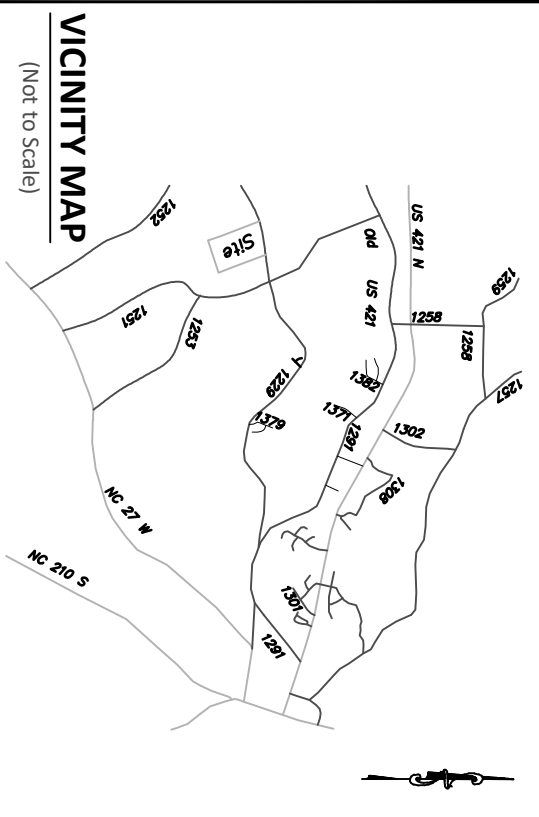 VICINITY MAP
(Not to Scale)
1252
Site
Old US 421
US 421 N
1259
1258
1258
1257
1251
1253
1229
1382
1379
1371
1291
1302
1308
NC 27 W
NC 210 S
1301
1291